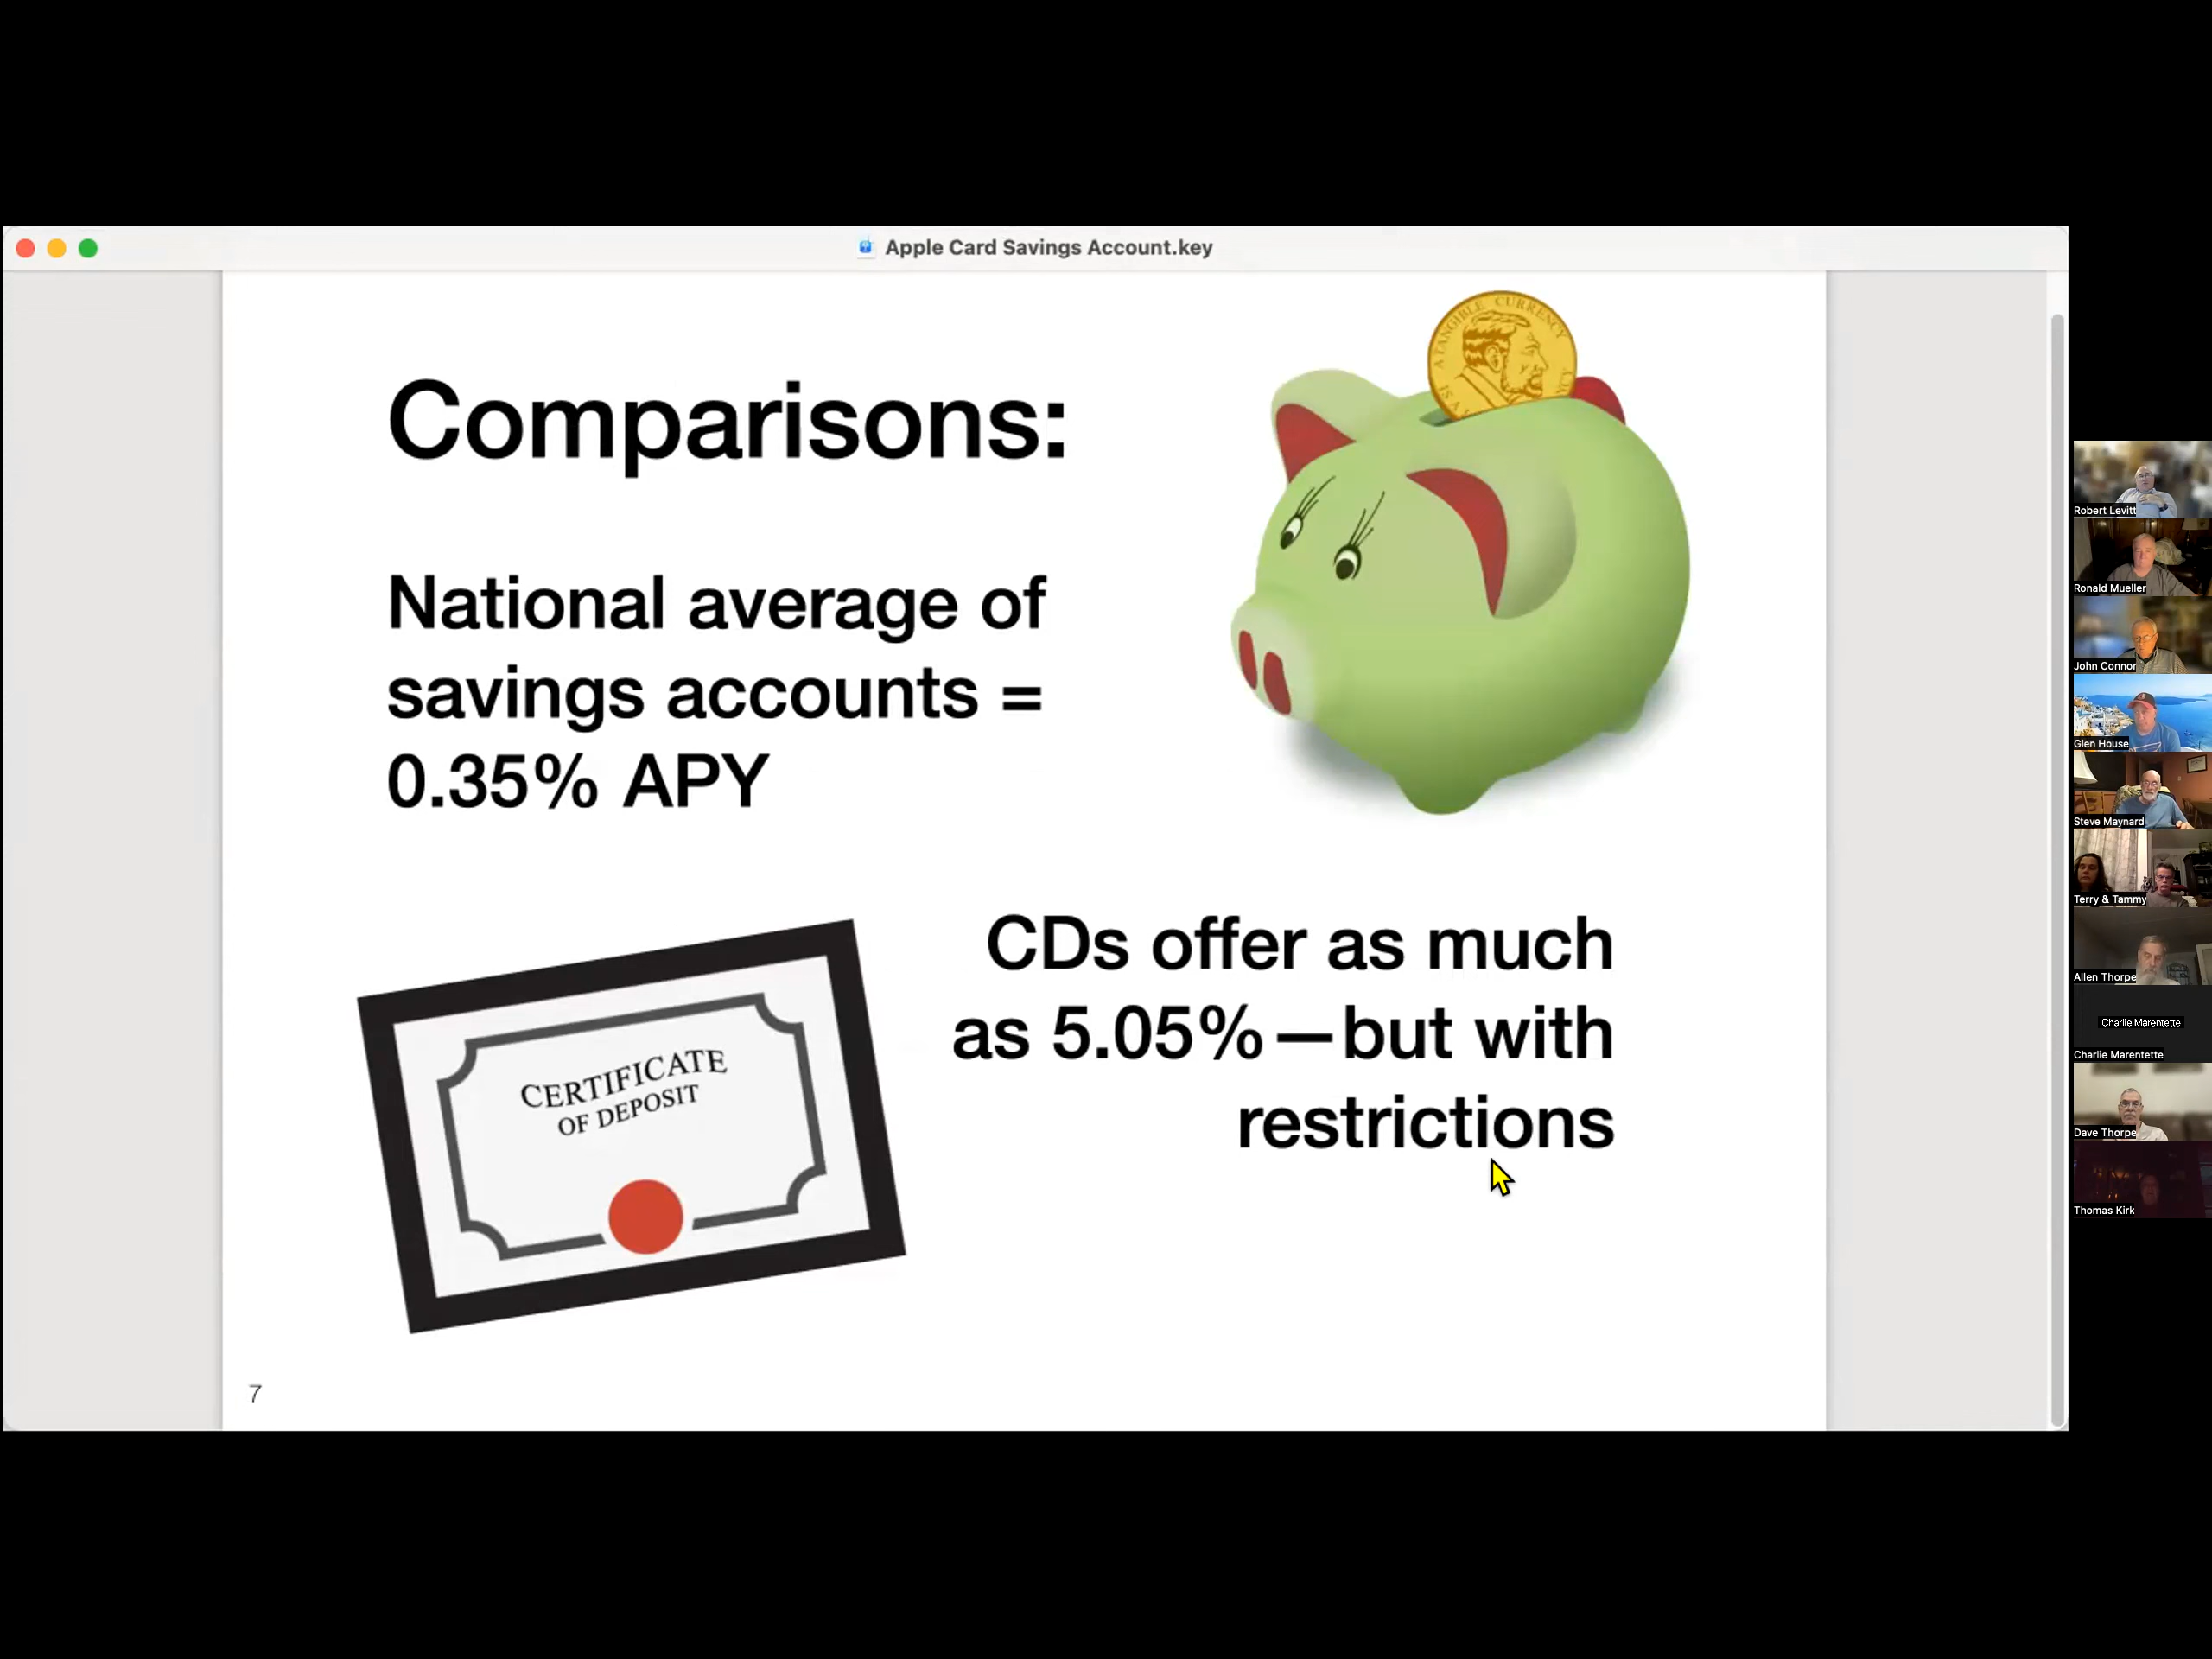 Apple Card Savings Account.key
Comparisons:
National average of
savings accounts =
0.35% APY
A TANGIBLE CURRENCY
CERTIFICATE
OF DEPOSIT
CDs offer as much
as 5.05%—but with
restrictions
7
Robert Levitt
Ronald Mueller
John Connor
Glen House
Steve Maynard
Terry & Tammy
Allen Thorpe
Charlie Marentette
Charlie Marentette
Dave Thorpe
Thomas Kirk